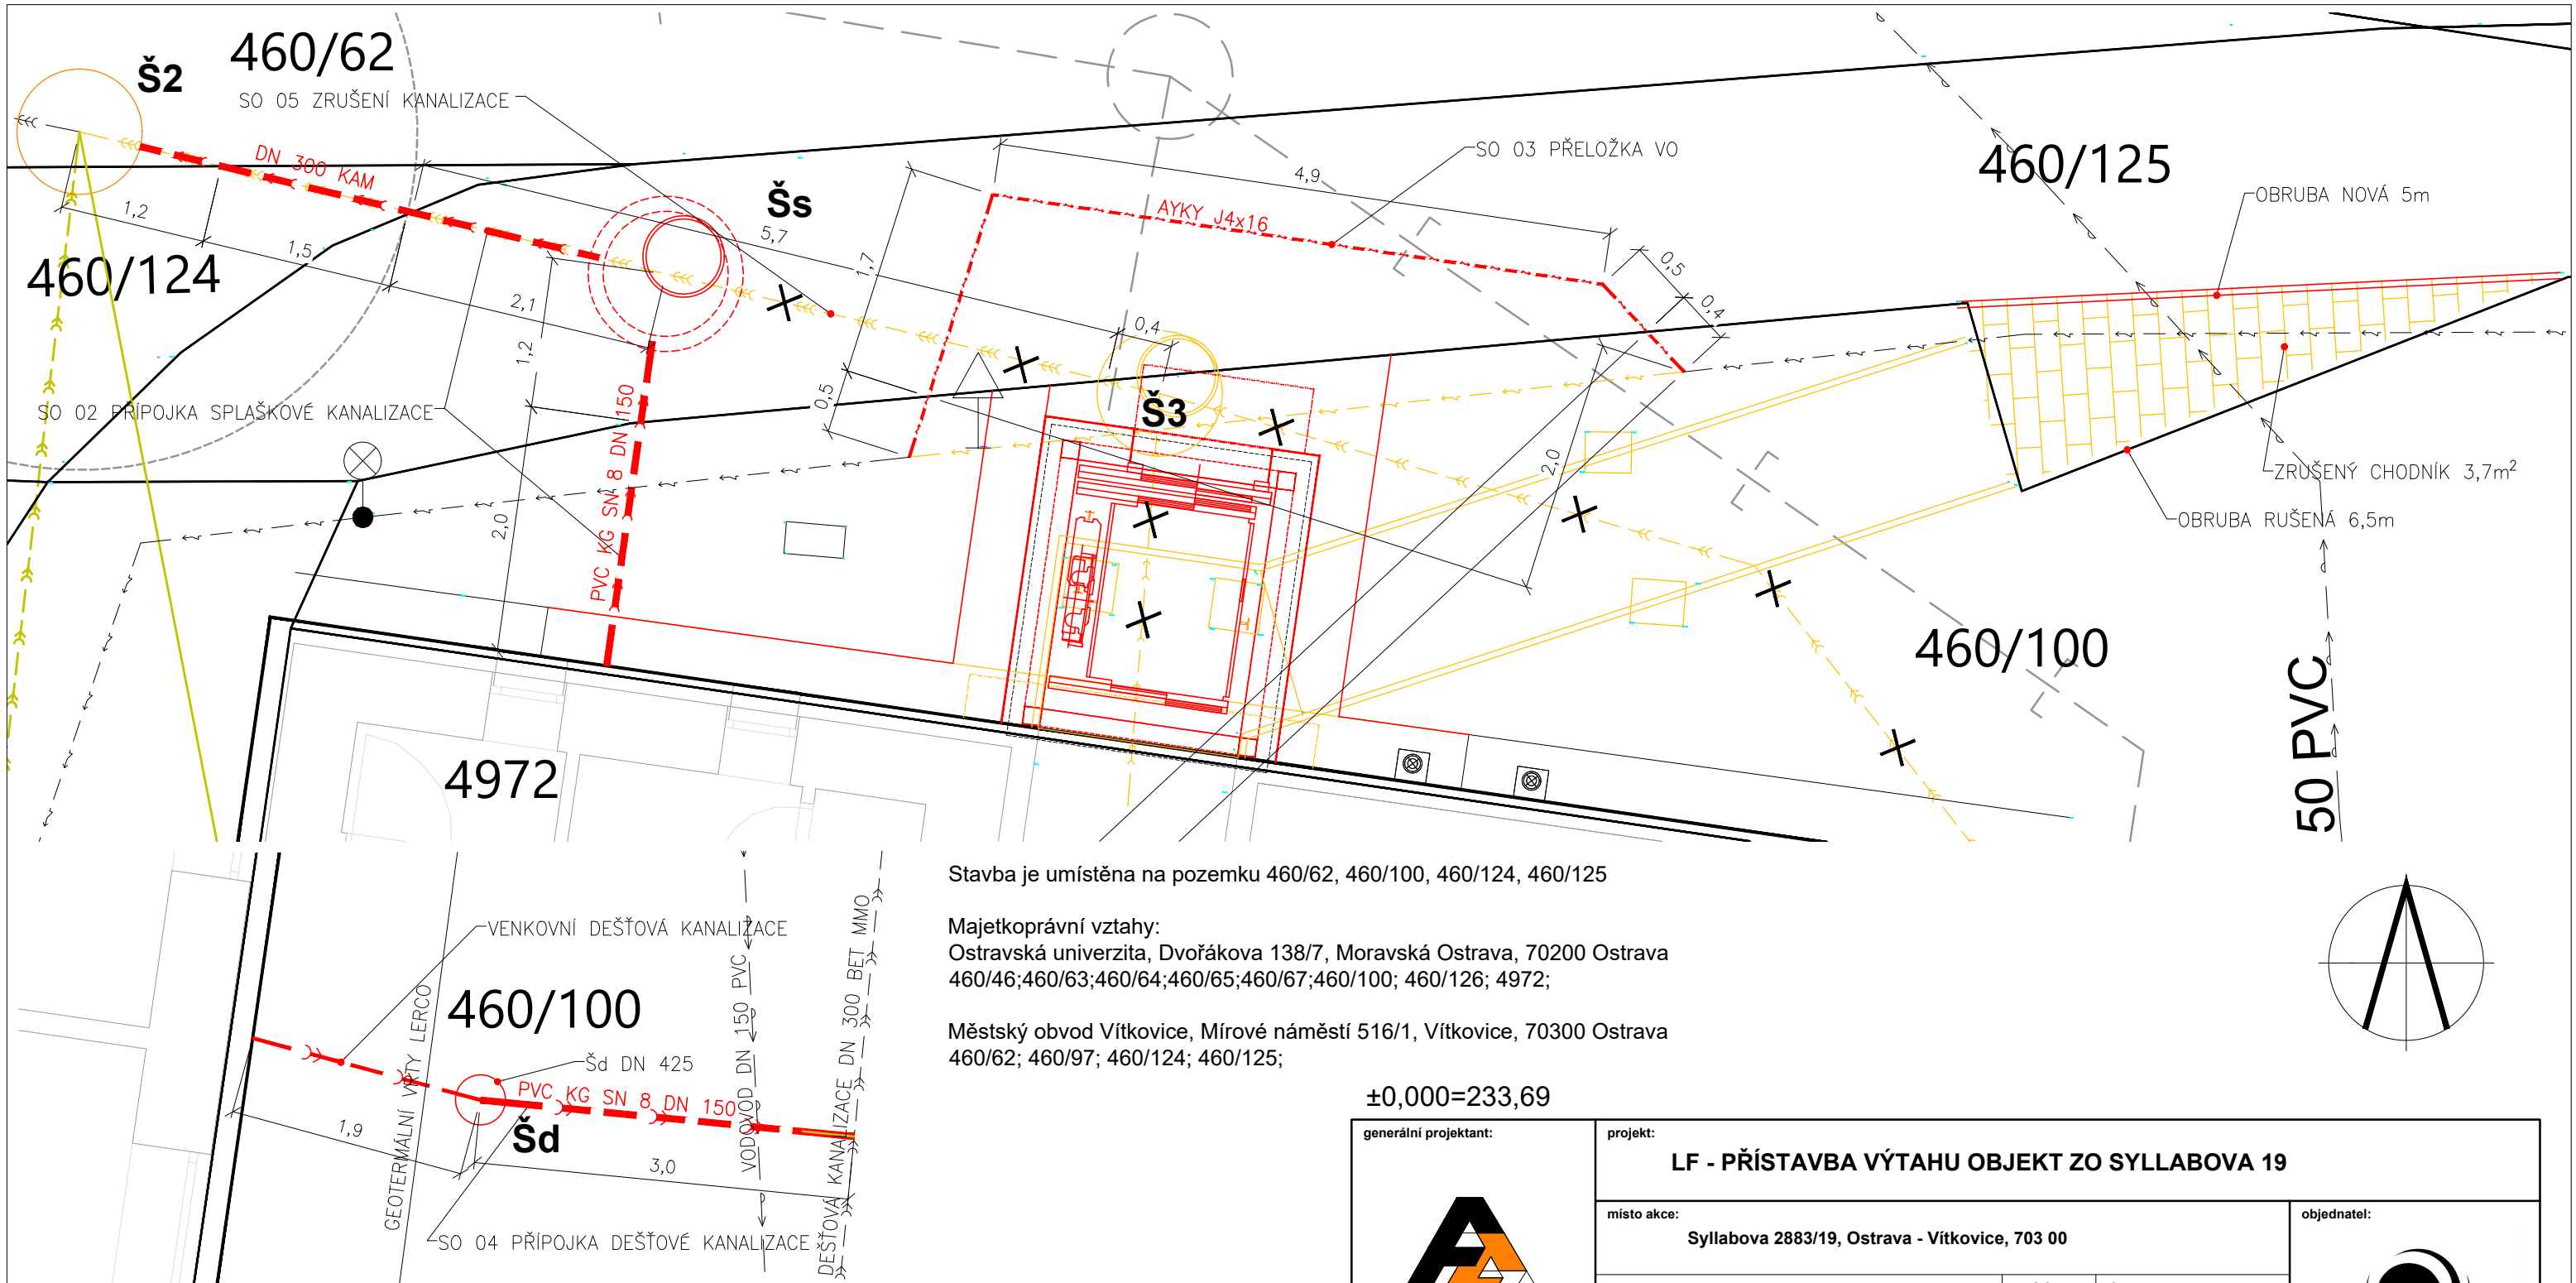 460/62
Š2
SO 05 ZRUŠENÍ KANALIZACE
DN 300 KAM
1,2
1,5
2,1
460/124
Šs
5,7
1,7
4,9
SO 03 PŘELOŽKA VO
AYKY J4x16
460/125
OBRUBA NOVÁ 5m
0,5
0,4
0,4
1,2
0,5
Š3
SO 02 PŘÍPOJKA SPLAŠKOVÉ KANALIZACE
PVC KG SN 8 DN 150
2,0
2,0
ZRUŠENÝ CHODNÍK 3,7m²
OBRUBA RUŠENÁ 6,5m
460/100
50 PVC
4972
VENKOVNÍ DEŠŤOVÁ KANALIZACE
460/100
GEOTERMÁLNÍ VRTY LERCO
VODOVOD DN 150 PVC
DEŠŤOVÁ KANALIZACE DN 300 BET MMO
Šd DN 425
PVC KG SN 8 DN 150
Šd
1,9
3,0
SO 04 PŘÍPOJKA DEŠŤOVÉ KANALIZACE
Stavba je umístěna na pozemku 460/62, 460/100, 460/124, 460/125
Majetkoprávní vztahy:
Ostravská univerzita, Dvořákova 138/7, Moravská Ostrava, 70200 Ostrava
460/46;460/63;460/64;460/65;460/67;460/100; 460/126; 4972;
Městský obvod Vítkovice, Mírové náměstí 516/1, Vítkovice, 70300 Ostrava
460/62; 460/97; 460/124; 460/125;
±0,000=233,69
generální projektant:
projekt:
LF - PŘÍSTAVBA VÝTAHU OBJEKT ZO SYLLABOVA 19
místo akce:
Syllabova 2883/19, Ostrava - Vítkovice, 703 00
objednatel: